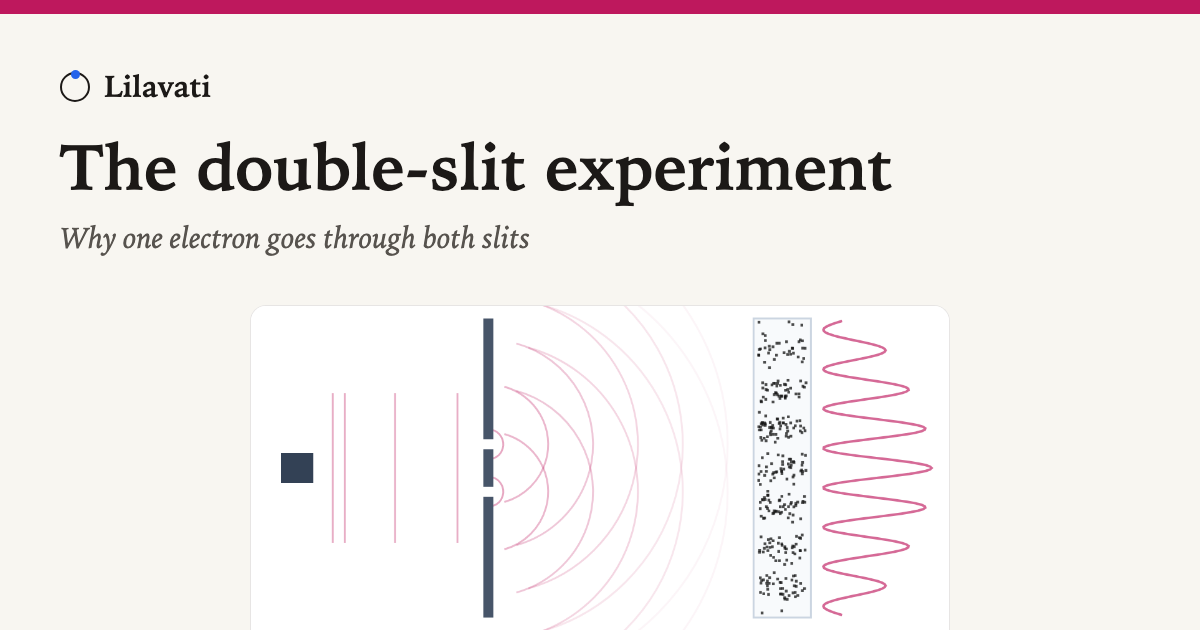 Lilavati
The double-slit experiment
Why one electron goes through both slits